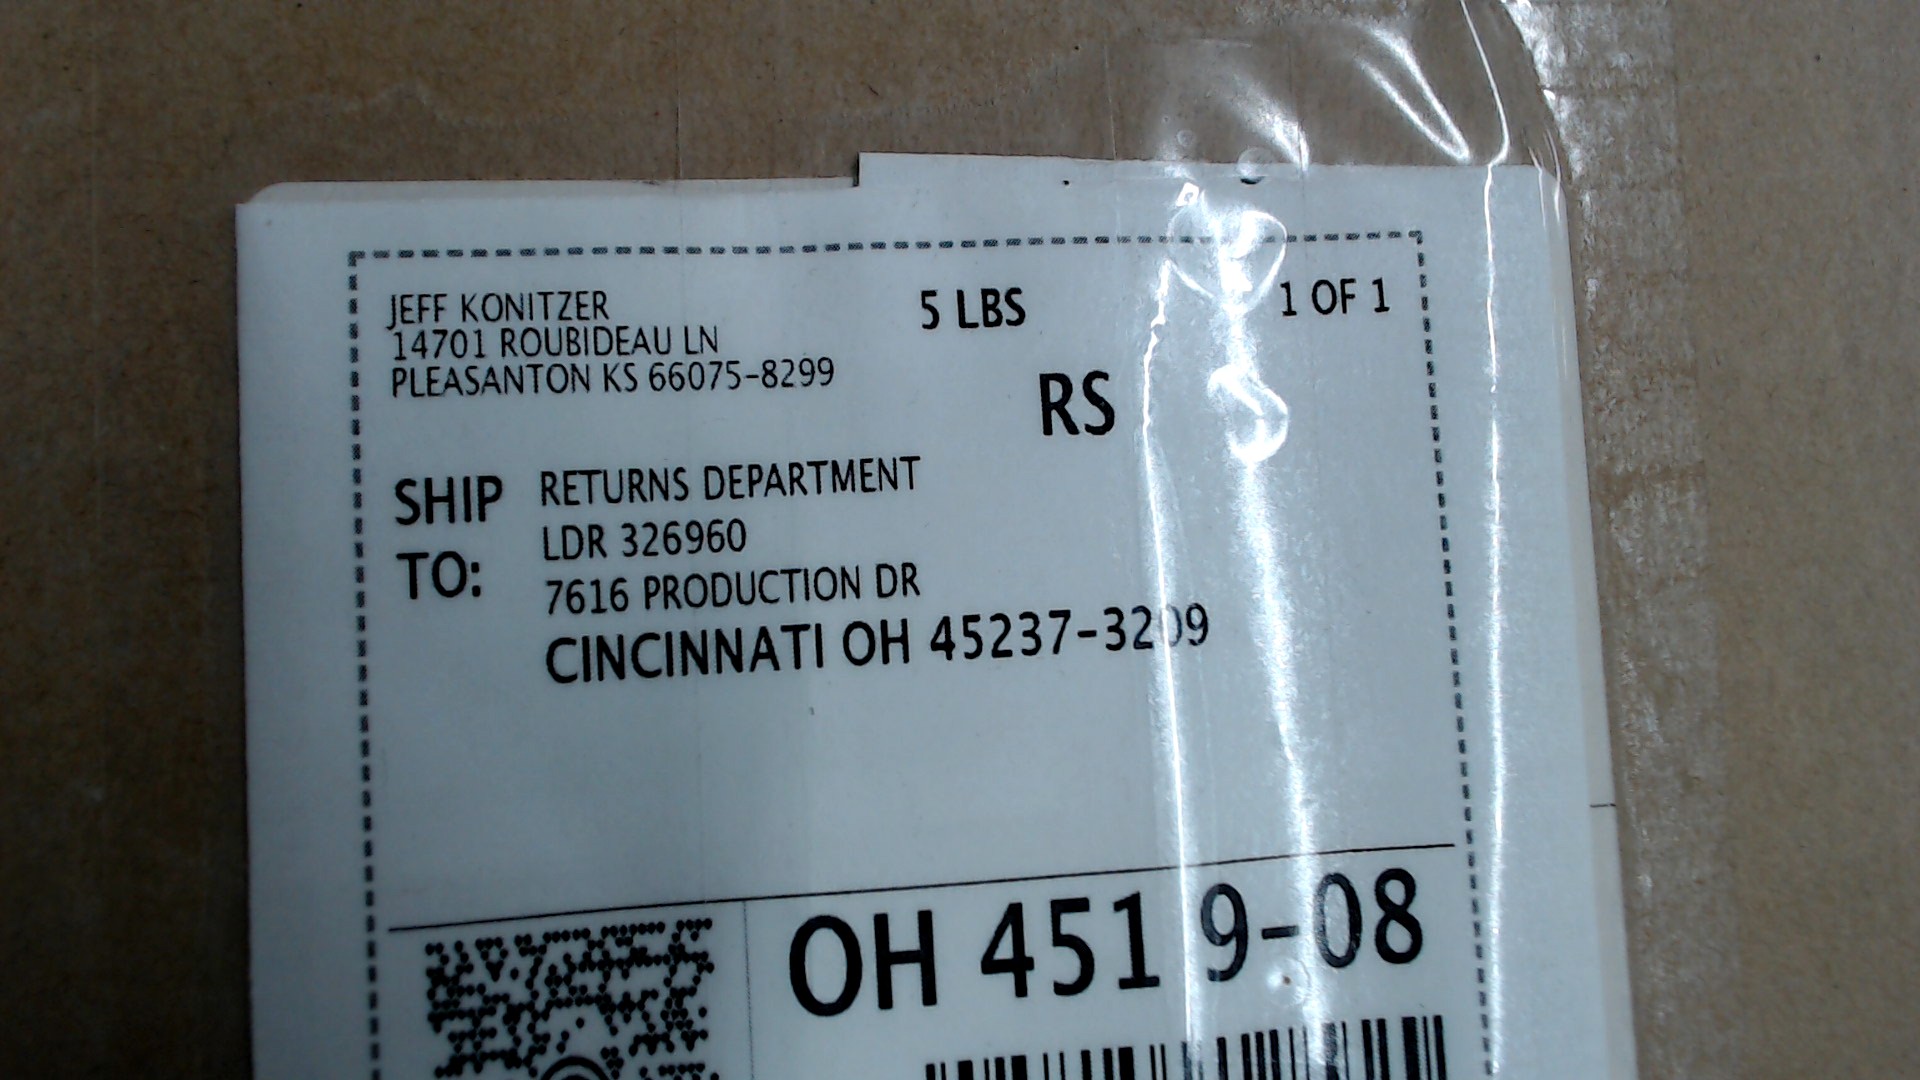 JEFF KONITZER
14701 ROUBIDEAU LN
PLEASANTON KS 66075-8299
5 LBS
1 OF 1
RS
SHIP TO:
RETURNS DEPARTMENT
LDR 326960
7616 PRODUCTION DR
CINCINNATI OH 45237-3209
OH 451 9-08